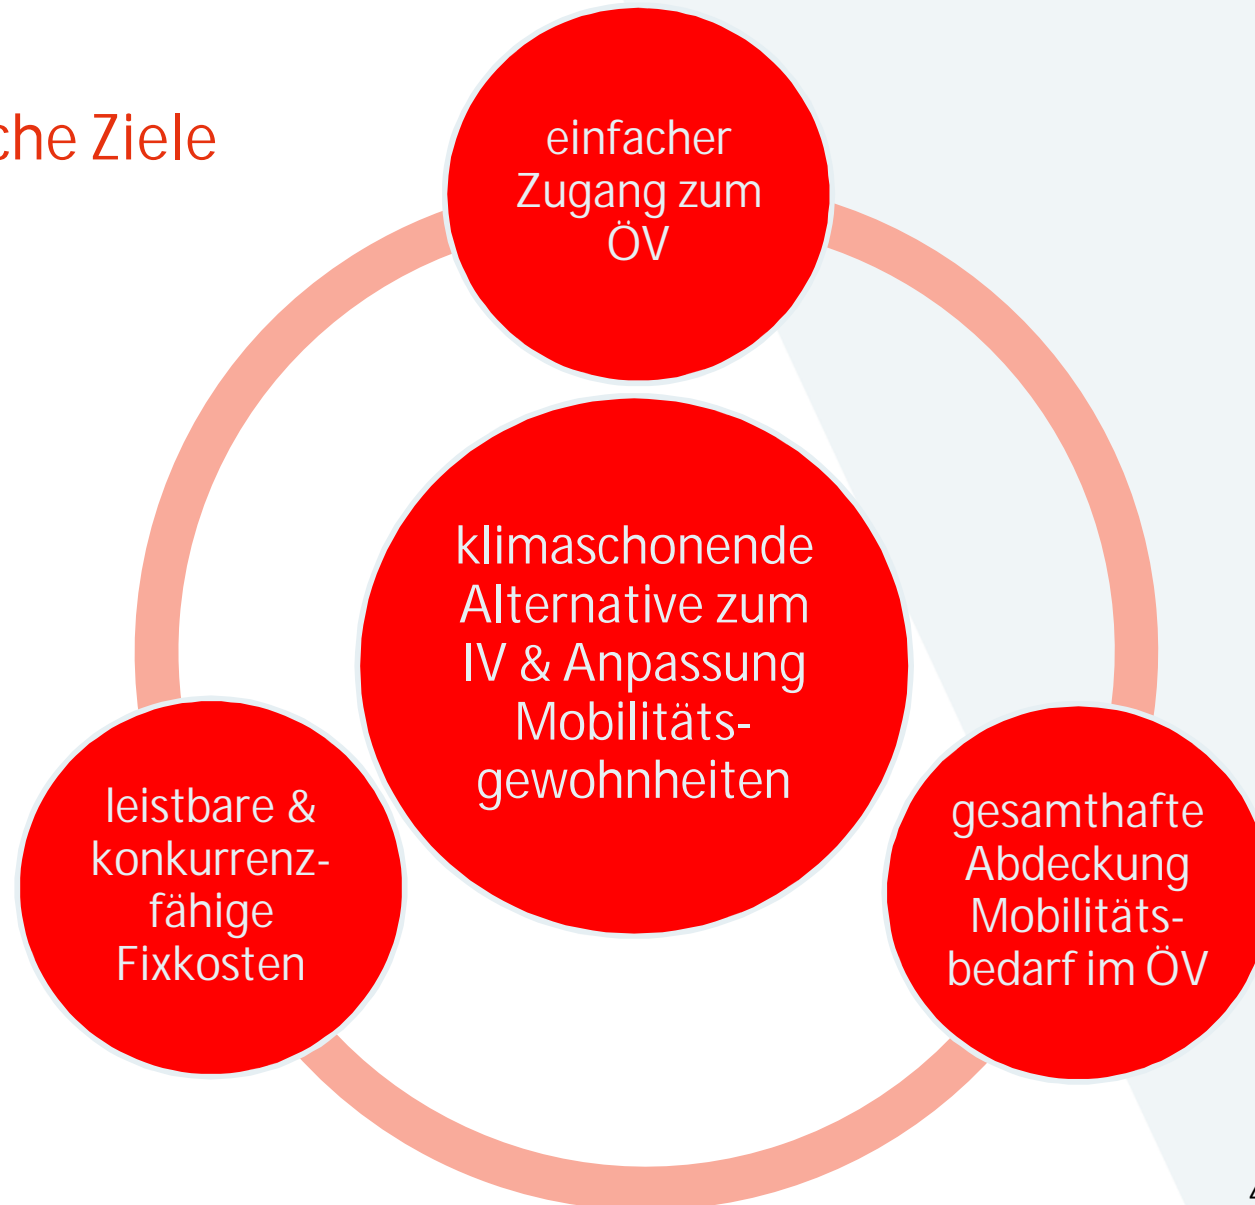 che Ziele
einfacher
Zugang zum
ÖV
klimaschonende
Alternative zum
IV & Anpassung
Mobilitäts-
gewohnheiten
leistbare &
konkurrenz-
fähige
Fixkosten
gesamthafte
Abdeckung
Mobilitäts-
bedarf im ÖV